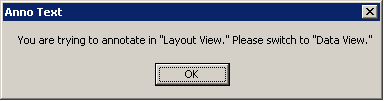 Anno Text
You are trying to annotate in "Layout View." Please switch to "Data View."
OK